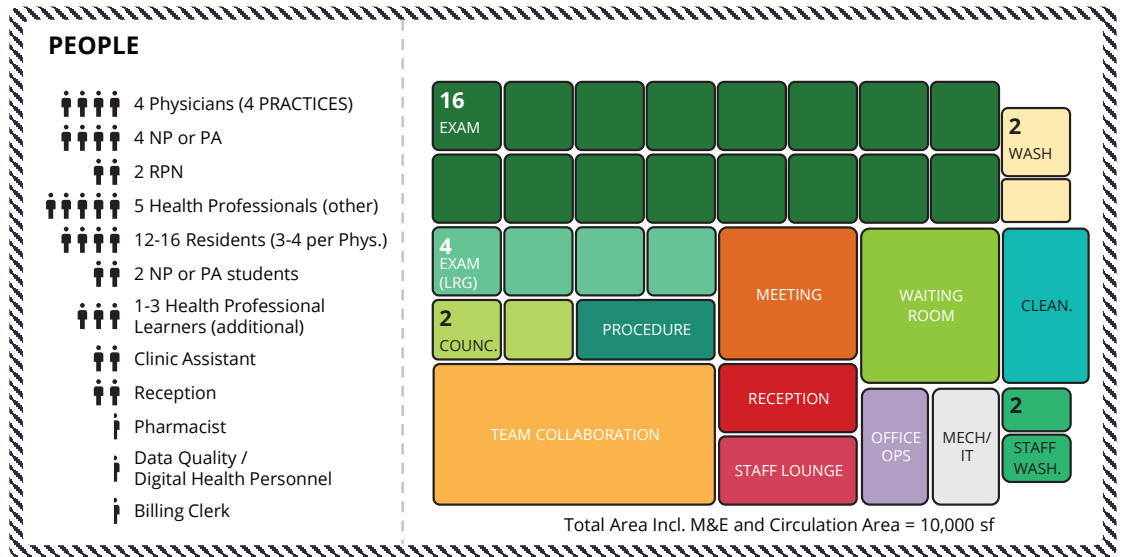 PEOPLE
4 Physicians (4 PRACTICES)
4 NP or PA
2 RPN
5 Health Professionals (other)
12-16 Residents (3-4 per Phys.)
2 NP or PA students
1-3 Health Professional
Learners (additional)
Clinic Assistant
Reception
Pharmacist
Data Quality /
Digital Health Personnel
Billing Clerk
16
EXAM
2
WASH
4
EXAM
(LRG)
MEETING
WAITING
ROOM
CLEAN.
2
COUNC.
PROCEDURE
TEAM COLLABORATION
RECEPTION
STAFF LOUNGE
OFFICE
OPS
MECH/
IT
2
STAFF
WASH.
Total Area Incl. M&E and Circulation Area = 10,000 sf